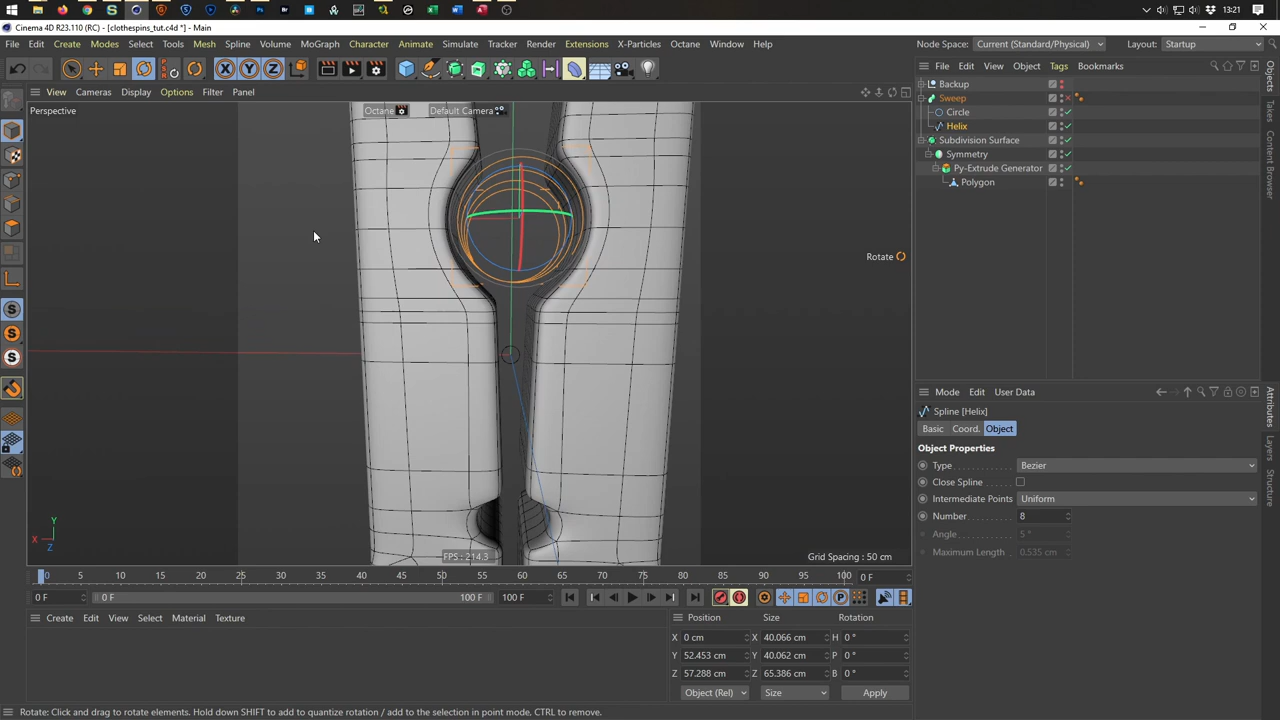 13:21
Cinema 4D R23.110 (RC) - [clothespins_tut.c4d *] - Main
File Edit Create Modes Select Tools Mesh Spline Volume MoGraph Character Animate Simulate Tracker Render Extensions X-Particles Octane Window Help
Node Space: Current (Standard/Physical) Layout: Startup
View Cameras Display Options Filter Panel
File Edit View Object Tags Bookmarks
Perspective
Octane
Default Camera
Backup
Sweep
Circle
Helix
Subdivision Surface
Symmetry
Py-Extrude Generator
Polygon
Objects
Takes
Content Browser
Rotate
Mode Edit User Data
Spline [Helix]
Basic Coord. Object
Object Properties
Type Bezier
Close Spline
Intermediate Points Uniform
Number 8
Angle 5 °
Maximum Length 0.535 cm
Attributes
Layers
Structure
Y
X
Z
FPS : 214.3
Grid Spacing : 50 cm
0 5 10 15 20 25 30 35 40 45 50 55 60 65 70 75 80 85 90 95 100 0 F
0 F 0 F 100 F 100 F
Create Edit View Select Material Texture
Position Size Rotation
X 0 cm X 40.066 cm H 0 °
Y 52.453 cm Y 40.062 cm P 0 °
Z 57.288 cm Z 65.386 cm B 0 °
Object (Rel) Size Apply
Rotate: Click and drag to rotate elements. Hold down SHIFT to add to quantize rotation / add to the selection in point mode, CTRL to remove.